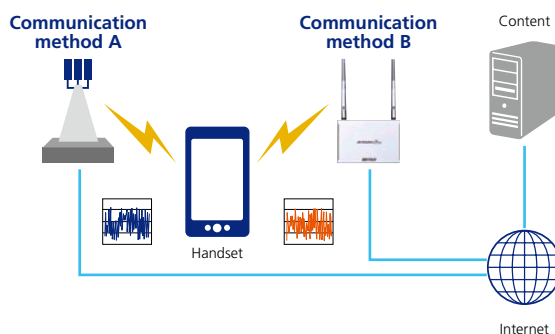 Communication
method A
Communication
method B
Content
Handset
Internet